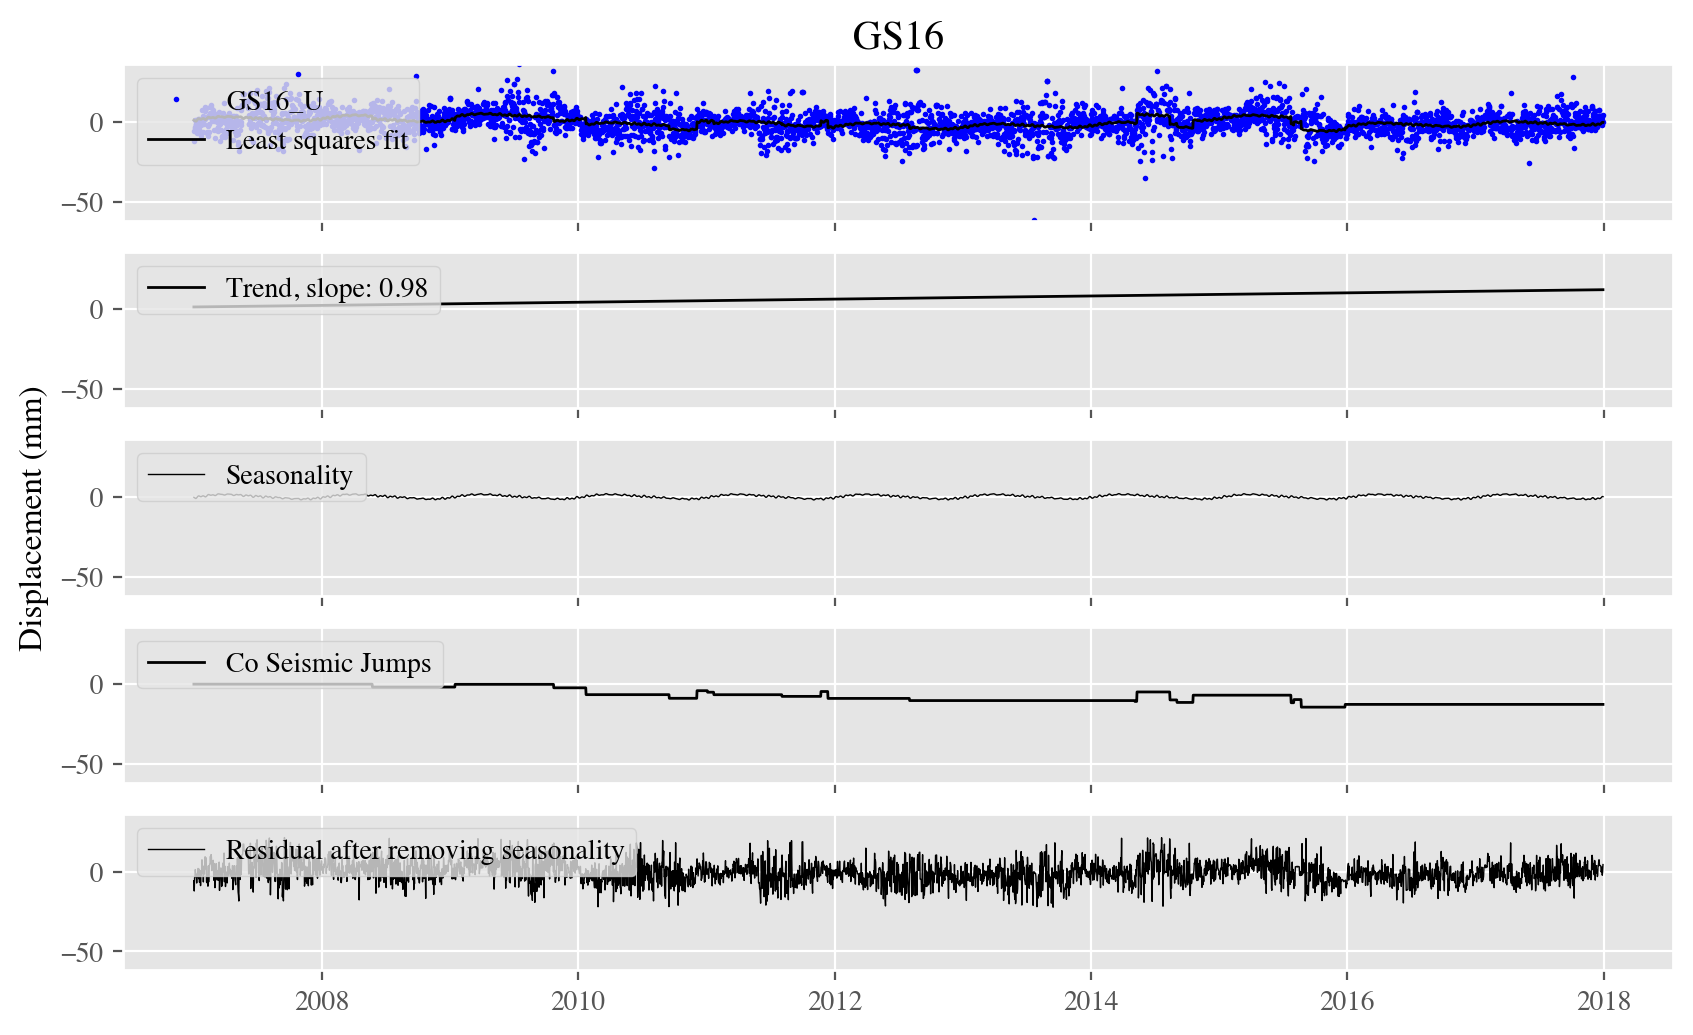 GS16
GS16_U
Least squares fit
0
−50
Trend, slope: 0.98
0
−50
Displacement (mm)
Seasonality
0
−50
Co Seismic Jumps
0
−50
Residual after removing seasonality
0
−50
2008 2010 2012 2014 2016 2018